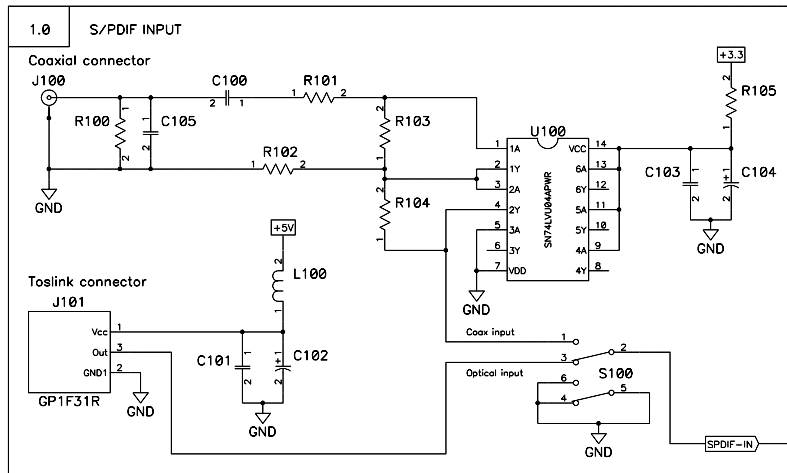 1.0 S/PDIF INPUT
Coaxial connector
J100
R100
1
2
C105
1
2
C100
2 1
R101
1 2
R103
2
1
R102
1 2
R104
2
1
GND
U100
SN74LVU04APWR
1 1A
2 1Y
3 2A
4 2Y
5 3A
6 3Y
7 VDD
VCC 14
6A 13
6Y 12
5A 11
5Y 10
4A 9
4Y 8
GND
+3.3
2
R105
1
C103
1
2
C104
+1
2
GND
+5V
2
L100
1
Toslink connector
J101
Vcc 1
Out 3
GND1 2
GP1F31R
GND
C101
1
2
C102
+1
2
GND
Coax input
1
2
3
Optical input
S100
6
5
4
GND
SPDIF-IN